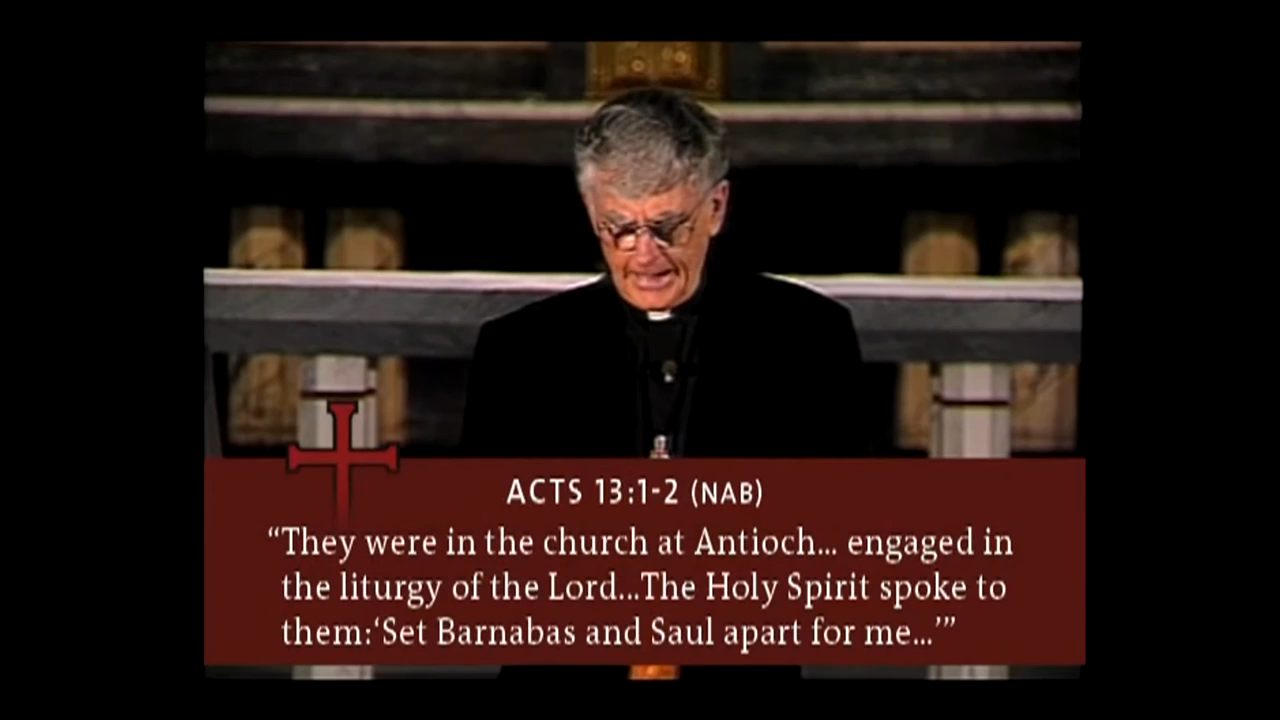 ACTS 13:1-2 (NAB)
“They were in the church at Antioch... engaged in
the liturgy of the Lord...The Holy Spirit spoke to
them:‘Set Barnabas and Saul apart for me...’”